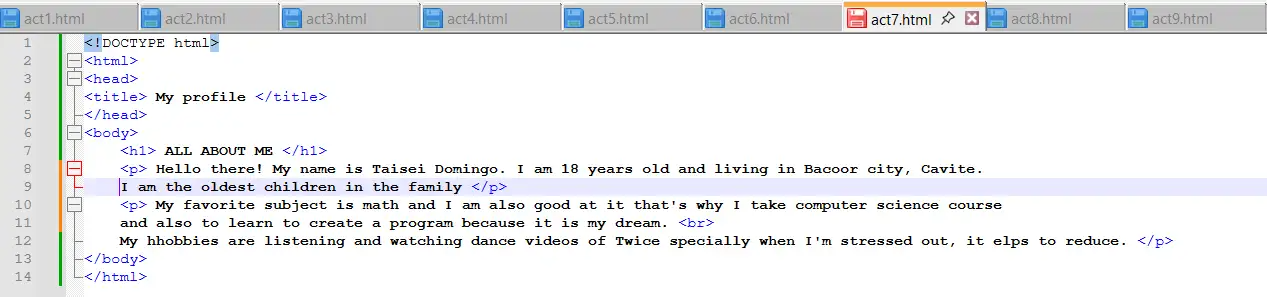 act1.html act2.html act3.html act4.html act5.html act6.html act7.html act8.html act9.html
1 <!DOCTYPE html>
2 <html>
3 <head>
4 <title> My profile </title>
5 </head>
6 <body>
7 <h1> ALL ABOUT ME </h1>
8 <p> Hello there! My name is Taisei Domingo. I am 18 years old and living in Bacoor city, Cavite.
9 I am the oldest children in the family </p>
10 <p> My favorite subject is math and I am also good at it that's why I take computer science course
11 and also to learn to create a program because it is my dream. <br>
12 My hhobbies are listening and watching dance videos of Twice specially when I'm stressed out, it elps to reduce. </p>
13 </body>
14 </html>